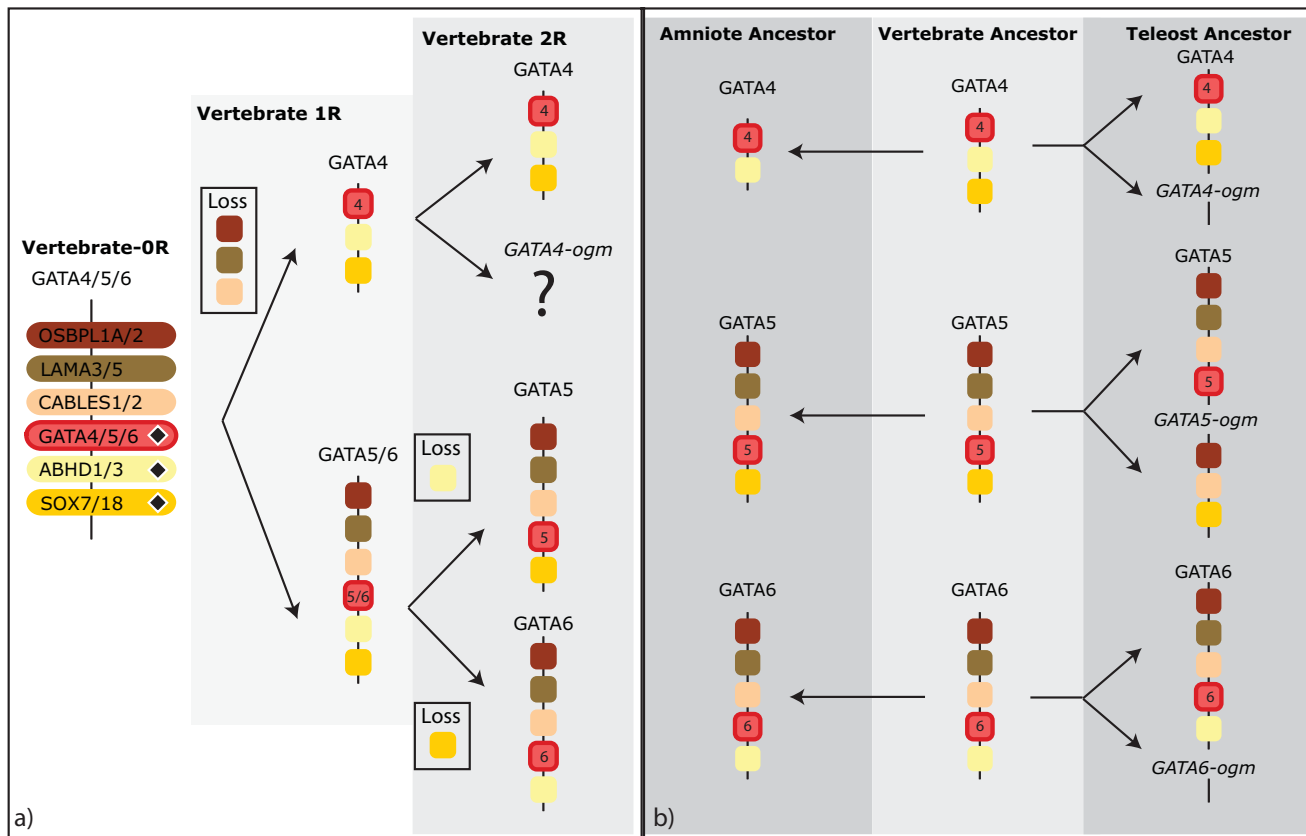 Vertebrate-0R
GATA4/5/6
OSBPL1A/2
LAMA3/5
CABLES1/2
GATA4/5/6
ABHD1/3
SOX7/18
a)
Vertebrate 1R
Loss
GATA4
4
GATA5/6
5/6
Vertebrate 2R
GATA4
4
GATA4-ogm
?
Loss
GATA5
5
Loss
GATA6
6
b)
Amniote Ancestor
GATA4
4
GATA5
5
GATA6
6
Vertebrate Ancestor
GATA4
4
GATA5
5
GATA6
6
Teleost Ancestor
GATA4
4
GATA4-ogm
GATA5
5
GATA5-ogm
GATA6
6
GATA6-ogm